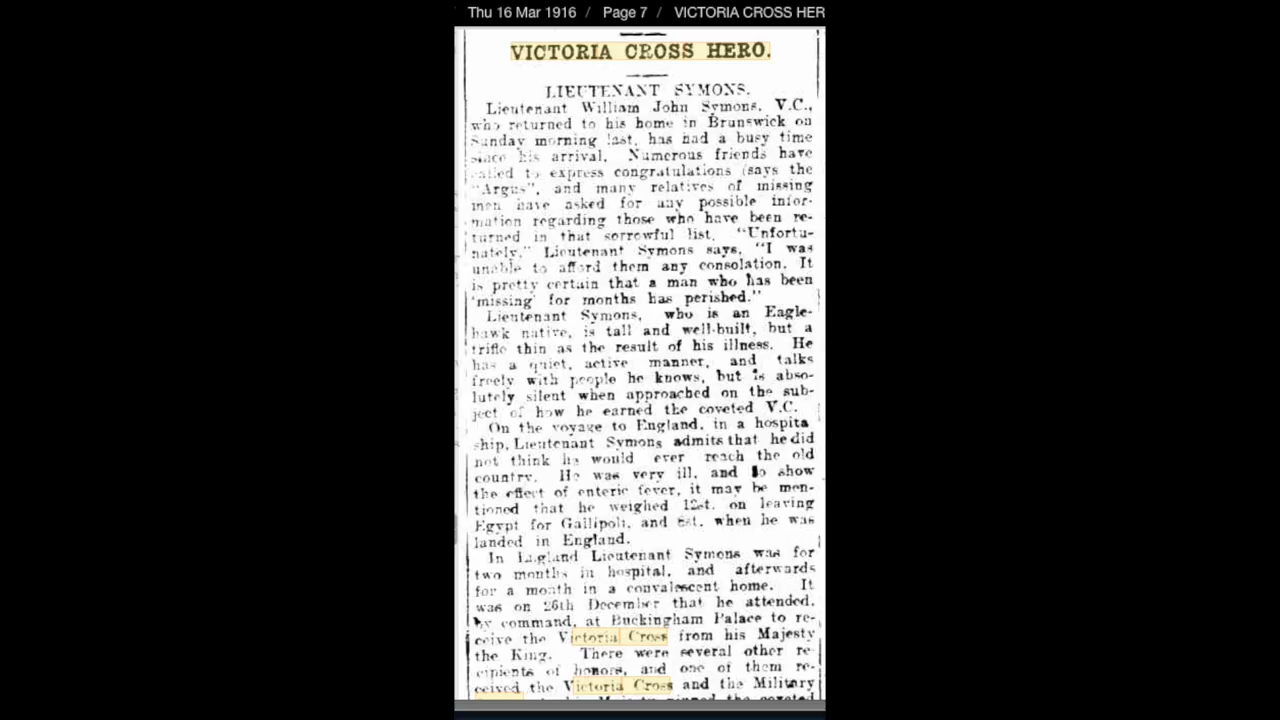 Thu 16 Mar 1916 / Page 7 / VICTORIA CROSS HER
VICTORIA CROSS HERO.
LIEUTENANT SYMONS.
Lieutenant William John Symons, V.C.,
who returned to his home in Brunswick on
Sunday morning last, has had a busy time
since his arrival. Numerous friends have
called to express congratulations (says the
"Argus", and many relatives of missing
men have asked for any possible infor-
mation regarding those who have been re-
turned in that sorrowful list. "Unfortu-
nately," Lieutenant Symons says, "I was
unable to afford them any consolation. It
is pretty certain that a man who has been
'missing' for months has perished."
Lieutenant Symons, who is an Eagle-
hawk native, is tall and well-built, but a
trifle thin as the result of his illness. He
has a quiet, active manner, and talks
freely with people he knows, but is abso-
lutely silent when approached on the sub-
ject of how he earned the coveted V.C.
On the voyage to England, in a hospita
ship, Lieutenant Symons admits that he did
not think he would ever reach the old
country. He was very ill, and to show
the effect of enteric fever, it may be men-
tioned that he weighed 12st. on leaving
Egypt for Gallipoli, and 8st. when he was
landed in England.
In England Lieutenant Symons was for
two months in hospital, and afterwards
for a month in a convalescent home. It
was on 26th December that he attended,
by command, at Buckingham Palace to re-
ceive the Victoria Cross from his Majesty
the King. There were several other re-
cipients of honors, and one of them re-
ceived the Victoria Cross and the Military